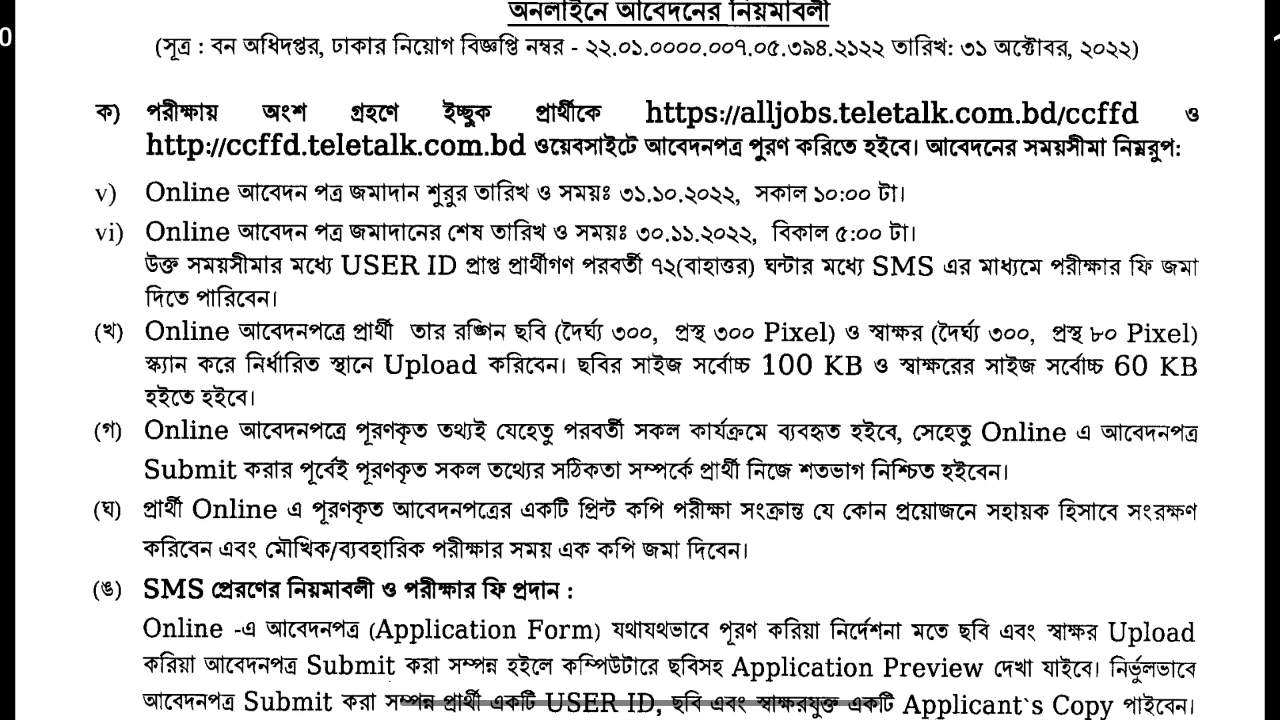 0
অনলাইনে আবেদনের নিয়মাবলী
(সূত্র : বন অধিদপ্তর, ঢাকার নিয়োগ বিজ্ঞপ্তি নম্বর - ২২.০১.০০০০.০০৭.০৫.৩৯৪.২১২২ তারিখ: ৩১ অক্টোবর, ২০২২)
ক) পরীক্ষায় অংশ গ্রহণে ইচ্ছুক প্রার্থীকে https://alljobs.teletalk.com.bd/ccffd ও
http://ccffd.teletalk.com.bd ওয়েবসাইটে আবেদনপত্র পূরণ করিতে হইবে। আবেদনের সময়সীমা নিম্নরুপ:
v) Online আবেদন পত্র জমাদান শুরুর তারিখ ও সময়ঃ ৩১.১০.২০২২, সকাল ১০:০০ টা।
vi) Online আবেদন পত্র জমাদানের শেষ তারিখ ও সময়ঃ ৩০.১১.২০২২, বিকাল ৫:০০ টা।
উক্ত সময়সীমার মধ্যে USER ID প্রাপ্ত প্রার্থীগণ পরবর্তী ৭২(বাহাত্তর) ঘন্টার মধ্যে SMS এর মাধ্যমে পরীক্ষার ফি জমা
দিতে পারিবেন।
(খ) Online আবেদনপত্রে প্রার্থী তার রঙ্গিন ছবি (দৈর্ঘ্য ৩০০, প্রস্থ ৩০০ Pixel) ও স্বাক্ষর (দৈর্ঘ্য ৩০০, প্রস্থ ৮০ Pixel)
স্ক্যান করে নির্ধারিত স্থানে Upload করিবেন। ছবির সাইজ সর্বোচ্চ 100 KB ও স্বাক্ষরের সাইজ সর্বোচ্চ 60 KB
হইতে হইবে।
(গ) Online আবেদনপত্রে পূরণকৃত তথ্যই যেহেতু পরবর্তী সকল কার্যক্রমে ব্যবহৃত হইবে, সেহেতু Online এ আবেদনপত্র
Submit করার পূর্বেই পূরণকৃত সকল তথ্যের সঠিকতা সম্পর্কে প্রার্থী নিজে শতভাগ নিশ্চিত হইবেন।
(ঘ) প্রার্থী Online এ পূরণকৃত আবেদনপত্রের একটি প্রিন্ট কপি পরীক্ষা সংক্রান্ত যে কোন প্রয়োজনে সহায়ক হিসাবে সংরক্ষণ
করিবেন এবং মৌখিক/ব্যবহারিক পরীক্ষার সময় এক কপি জমা দিবেন।
(ঙ) SMS প্রেরণের নিয়মাবলী ও পরীক্ষার ফি প্রদান :
Online -এ আবেদনপত্র (Application Form) যথাযথভাবে পূরণ করিয়া নির্দেশনা মতে ছবি এবং স্বাক্ষর Upload
করিয়া আবেদনপত্র Submit করা সম্পন্ন হইলে কম্পিউটারে ছবিসহ Application Preview দেখা যাইবে। নির্ভুলভাবে
আবেদনপত্র Submit করা সম্পন্ন প্রার্থী একটি USER ID, ছবি এবং স্বাক্ষরযুক্ত একটি Applicant`s Copy পাইবেন।